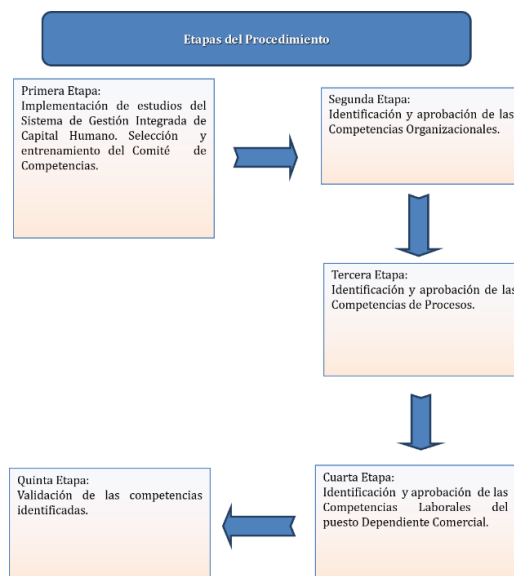 Etapas del Procedimiento
Primera Etapa:
Implementación de estudios del
Sistema de Gestión Integrada de
Capital Humano. Selección y
entrenamiento del Comité de
Competencias.
Segunda Etapa:
Identificación y aprobación de las
Competencias Organizacionales.
Tercera Etapa:
Identificación y aprobación de las
Competencias de Procesos.
Cuarta Etapa:
Identificación y aprobación de las
Competencias Laborales del
puesto Dependiente Comercial.
Quinta Etapa:
Validación de las competencias
identificadas.